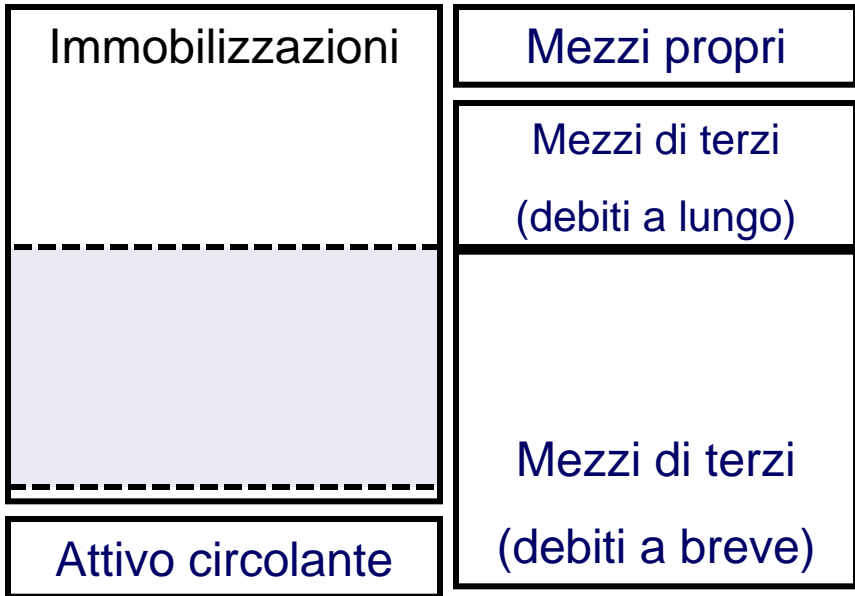 Immobilizzazioni
Attivo circolante
Mezzi propri
Mezzi di terzi
(debiti a lungo)
Mezzi di terzi
(debiti a breve)